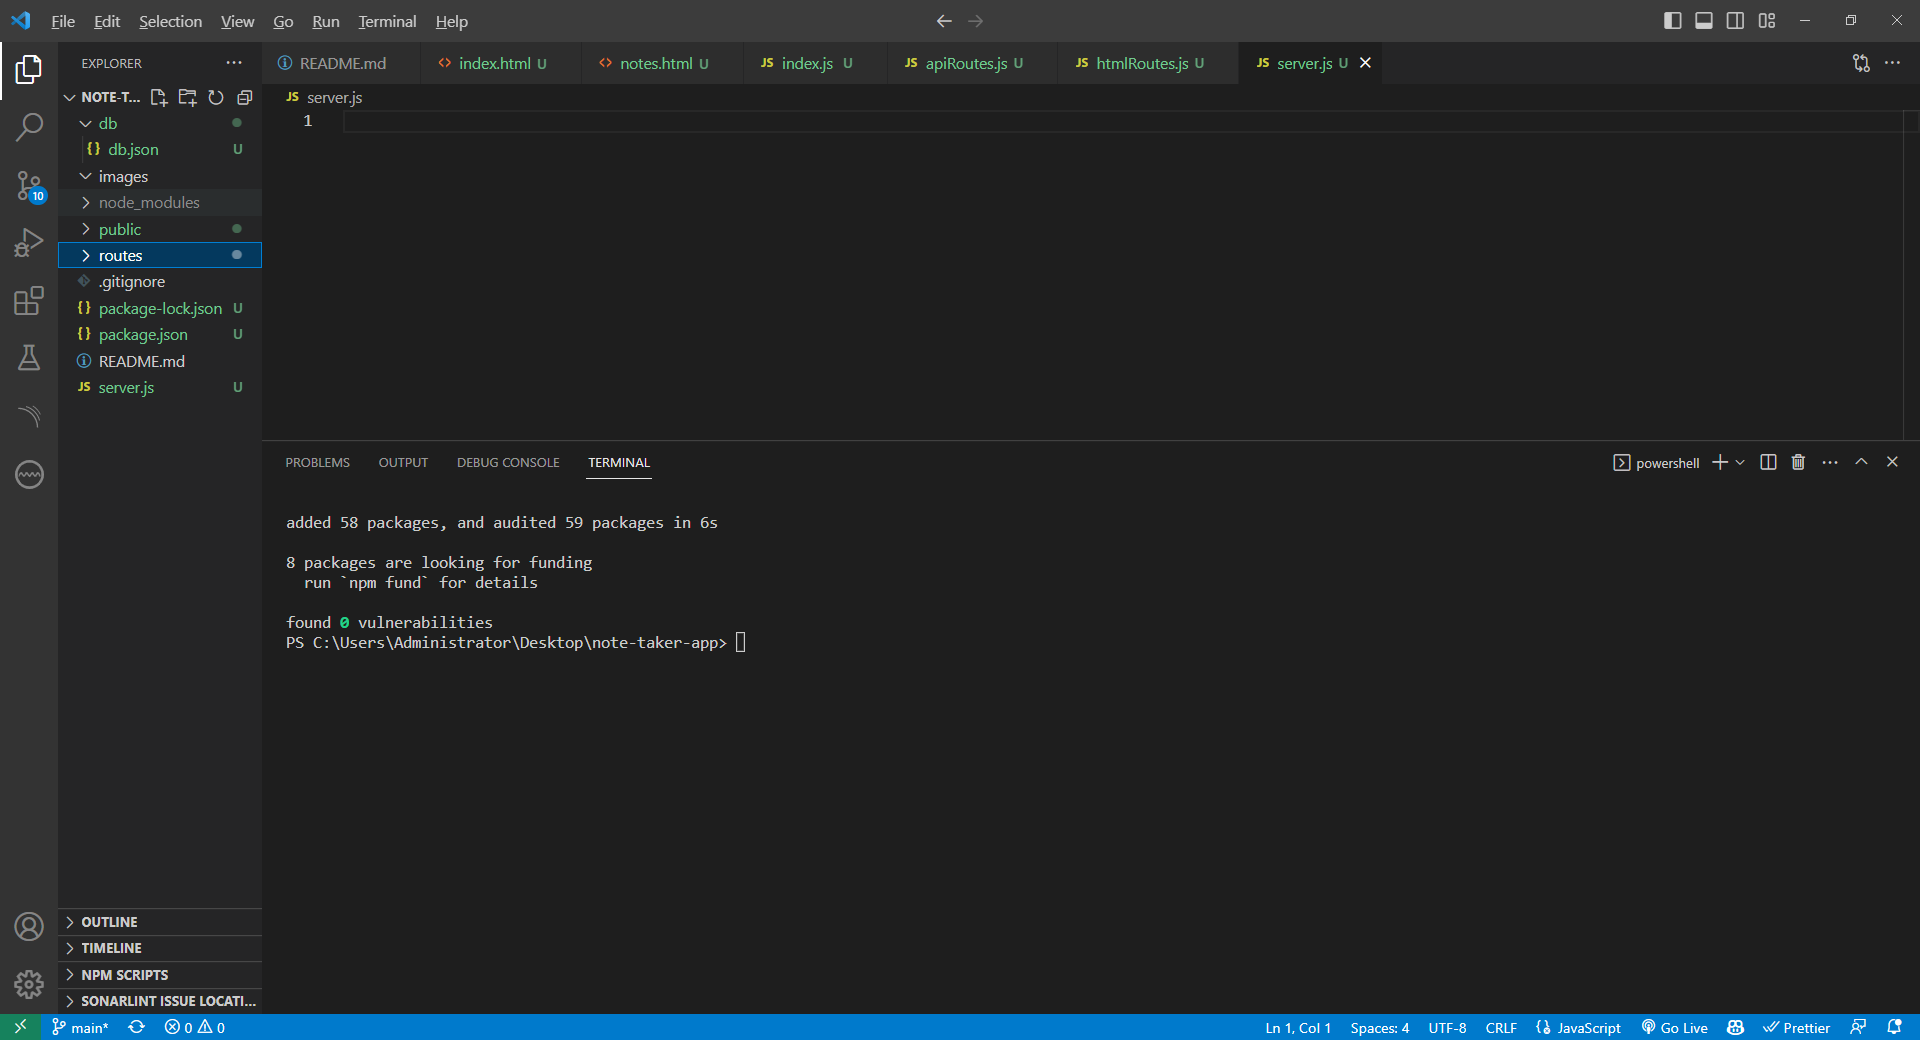 File Edit Selection View Go Run Terminal Help
EXPLORER
README.md
index.html U
notes.html U
JS index.js U
JS apiRoutes.js U
JS htmlRoutes.js U
JS server.js U
NOTE-T...
db
{} db.json U
images
node_modules
public
routes
.gitignore
{} package-lock.json U
{} package.json U
README.md
JS server.js U
10
JS server.js
1
PROBLEMS OUTPUT DEBUG CONSOLE TERMINAL
powershell
added 58 packages, and audited 59 packages in 6s
8 packages are looking for funding
run `npm fund` for details
found 0 vulnerabilities
PS C:\Users\Administrator\Desktop\note-taker-app>
OUTLINE
TIMELINE
NPM SCRIPTS
SONARLINT ISSUE LOCATI...
main* 0 0 Ln 1, Col 1 Spaces: 4 UTF-8 CRLF JavaScript Go Live Prettier